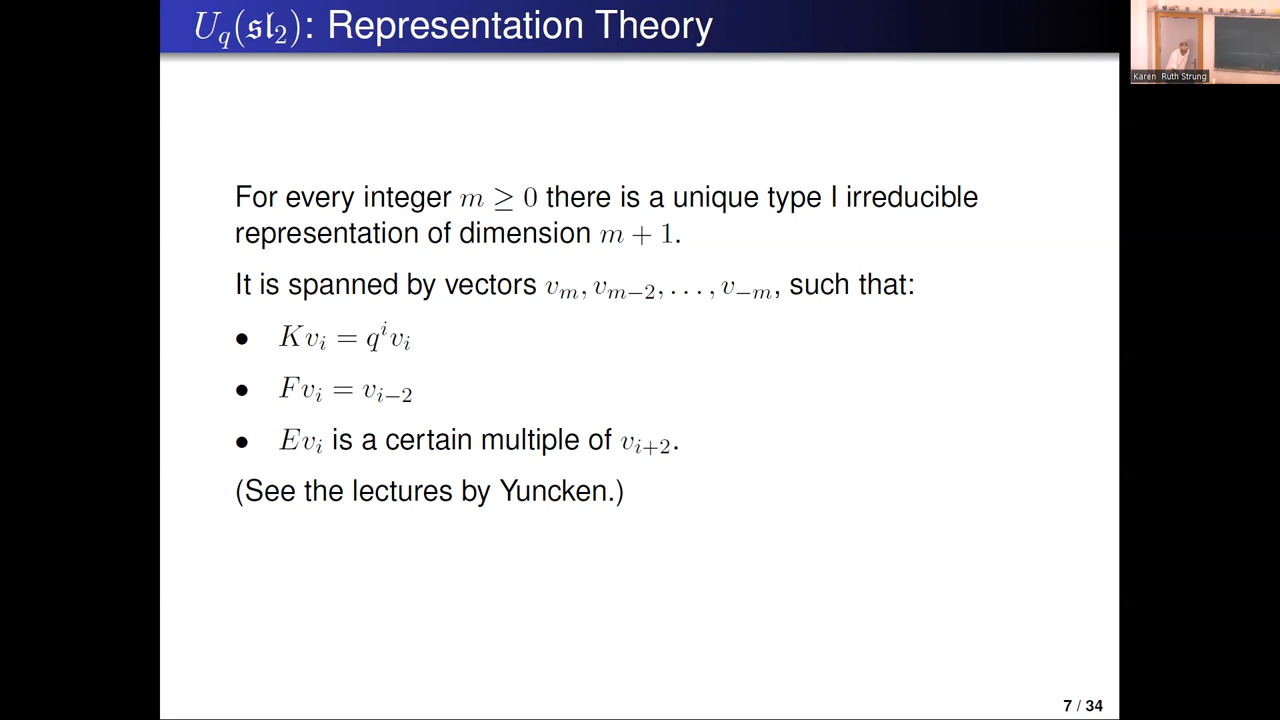 U_q(𝔰𝔩₂): Representation Theory
Karen Ruth Strung
For every integer m ≥ 0 there is a unique type I irreducible
representation of dimension m + 1.
It is spanned by vectors v_m, v_{m−2}, . . . , v_{−m}, such that:
• Kv_i = q^i v_i
• Fv_i = v_{i−2}
• Ev_i is a certain multiple of v_{i+2}.
(See the lectures by Yuncken.)
7 / 34